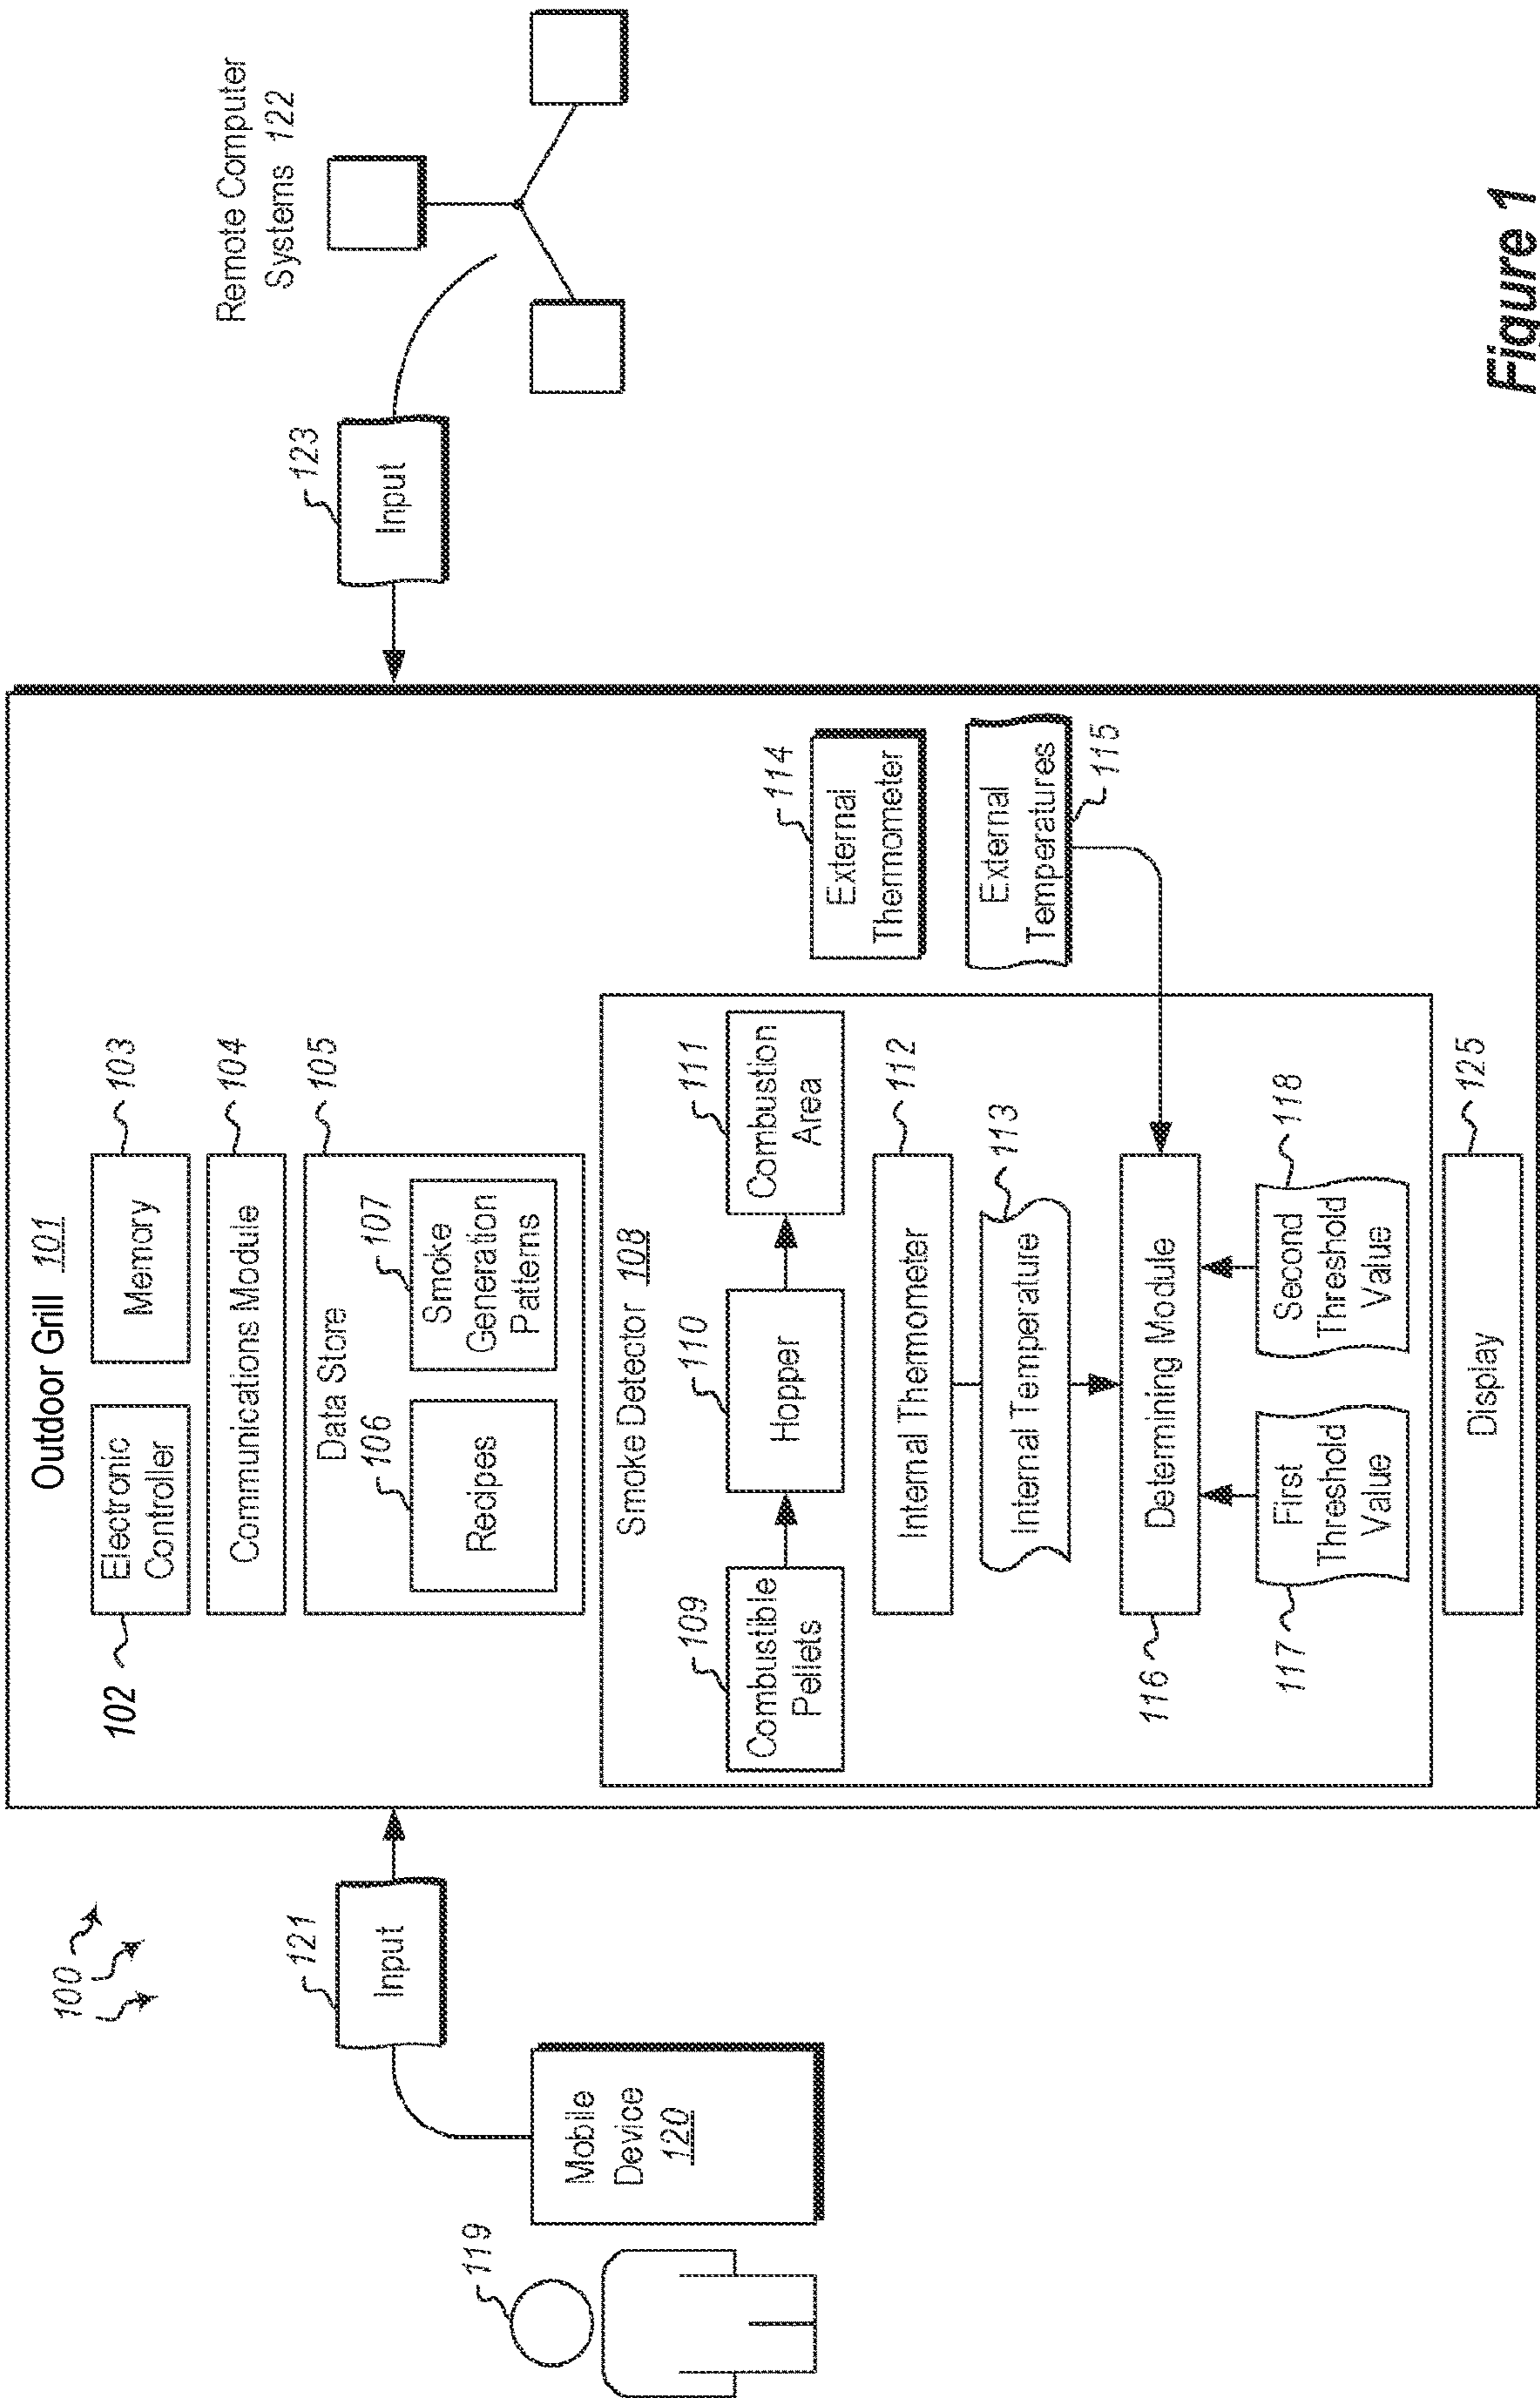 100
119
Mobile
Device
120
121
Input
Outdoor Grill 101
102
Electronic
Controller
Memory
103
Communications Module
104
Data Store
105
106
Recipes
107
Smoke
Generation
Patterns
Smoke Detector 108
109
Combustible
Pellets
110
Hopper
111
Combustion
Area
Internal Thermometer
112
Internal Temperature
113
114
External
Thermometer
External
Temperatures
115
116
Determining Module
117
First
Threshold
Value
118
Second
Threshold
Value
Display
125
123
Input
Remote Computer
Systems 122
Figure 1